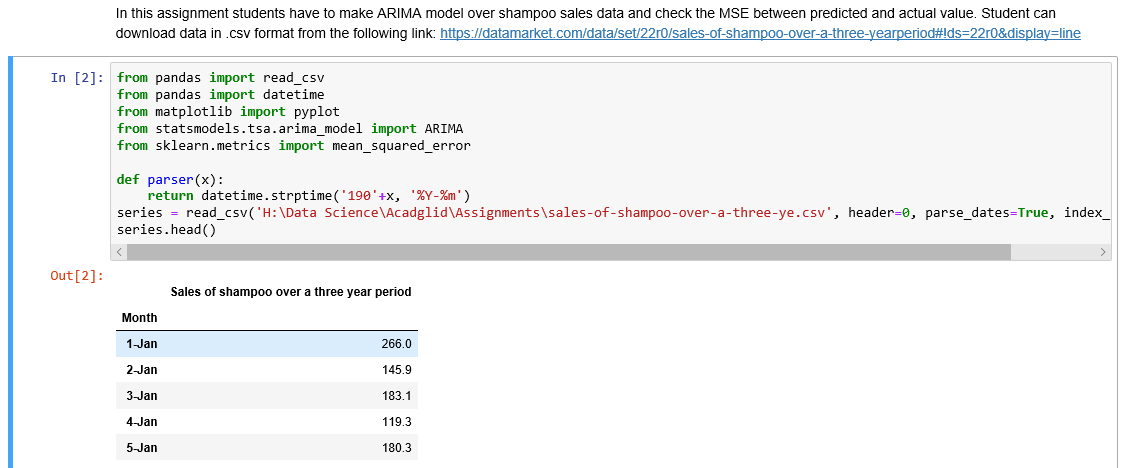 In this assignment students have to make ARIMA model over shampoo sales data and check the MSE between predicted and actual value. Student can
download data in .csv format from the following link: https://datamarket.com/data/set/22r0/sales-of-shampoo-over-a-three-yearperiod#!ds=22r0&display=line
In [2]:
from pandas import read_csv
from pandas import datetime
from matplotlib import pyplot
from statsmodels.tsa.arima_model import ARIMA
from sklearn.metrics import mean_squared_error
def parser(x):
    return datetime.strptime('190'+x, '%Y-%m')
series = read_csv('H:\Data Science\Acadglid\Assignments\sales-of-shampoo-over-a-three-ye.csv', header=0, parse_dates=True, index_
series.head()
Out[2]:
Sales of shampoo over a three year period
Month
1-Jan 266.0
2-Jan 145.9
3-Jan 183.1
4-Jan 119.3
5-Jan 180.3